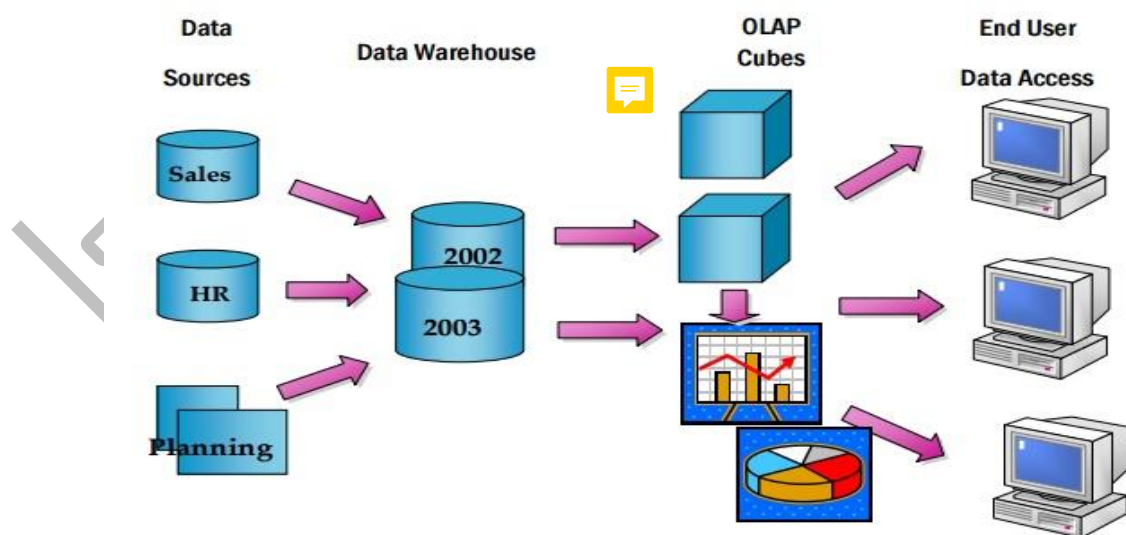 Data
Sources
Data Warehouse
OLAP
Cubes
End User
Data Access
Sales
HR
Planning
2002
2003